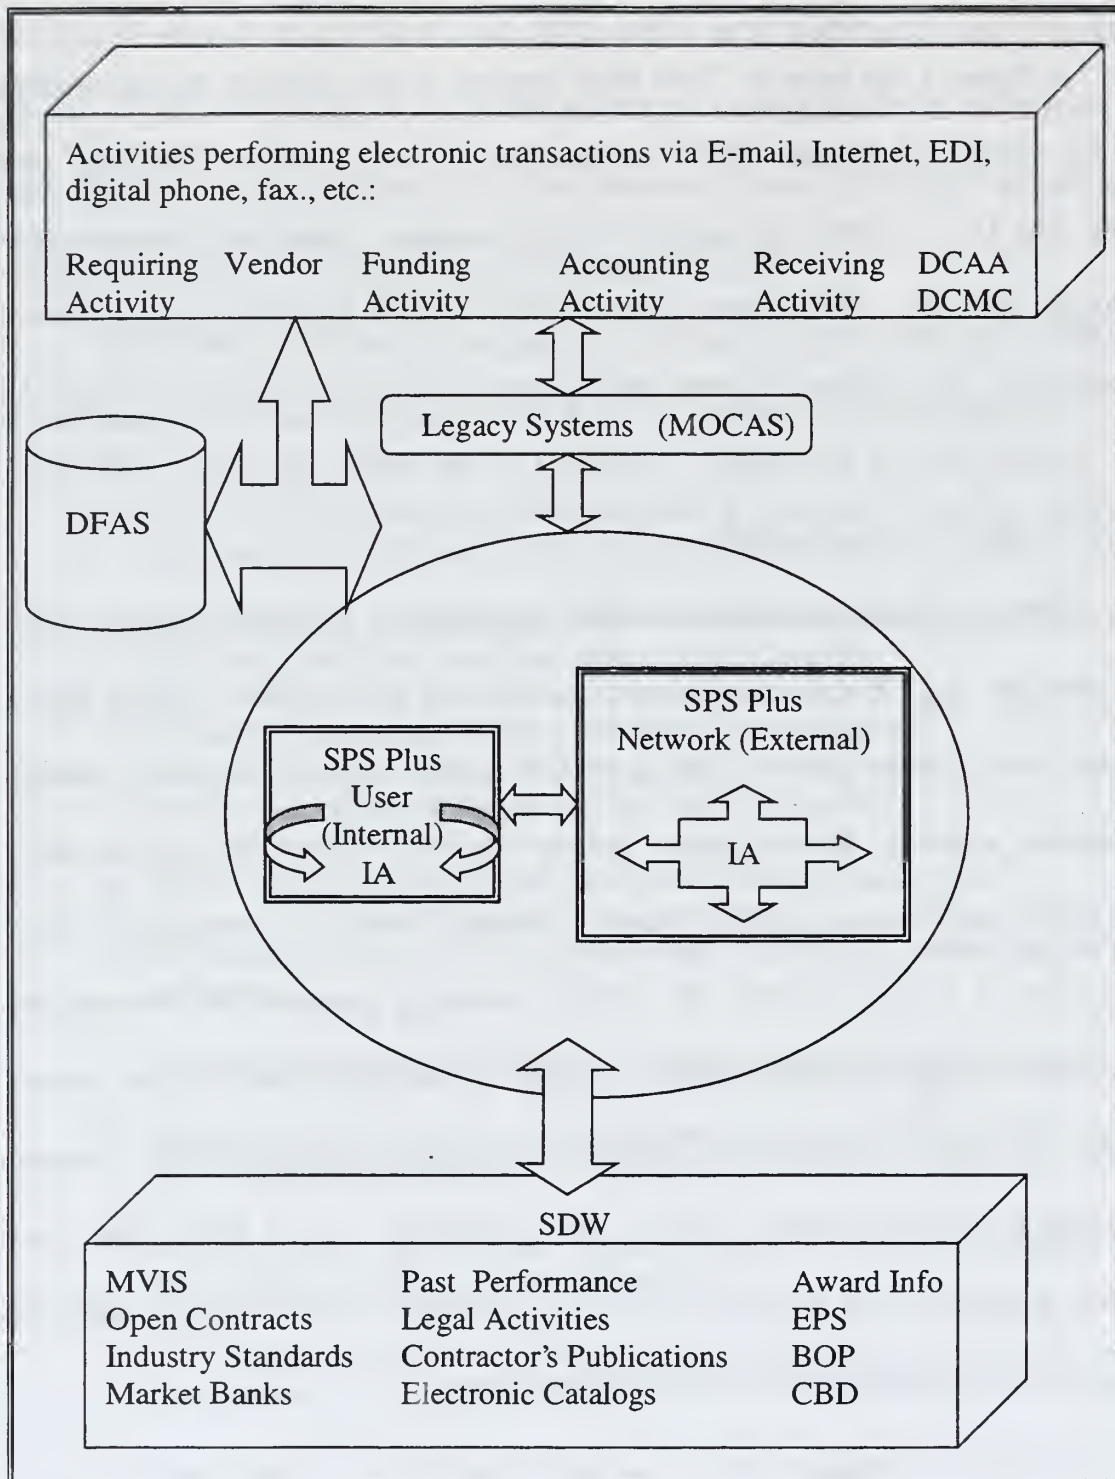 Activities performing electronic transactions via E-mail, Internet, EDI,
digital phone, fax., etc.:
Requiring Vendor Funding Accounting Receiving DCAA
Activity Activity Activity Activity DCMC
Legacy Systems (MOCAS)
DFAS
SPS Plus
Network (External)
IA
SPS Plus
User
(Internal)
IA
SDW
MVIS Past Performance Award Info
Open Contracts Legal Activities EPS
Industry Standards Contractor's Publications BOP
Market Banks Electronic Catalogs CBD